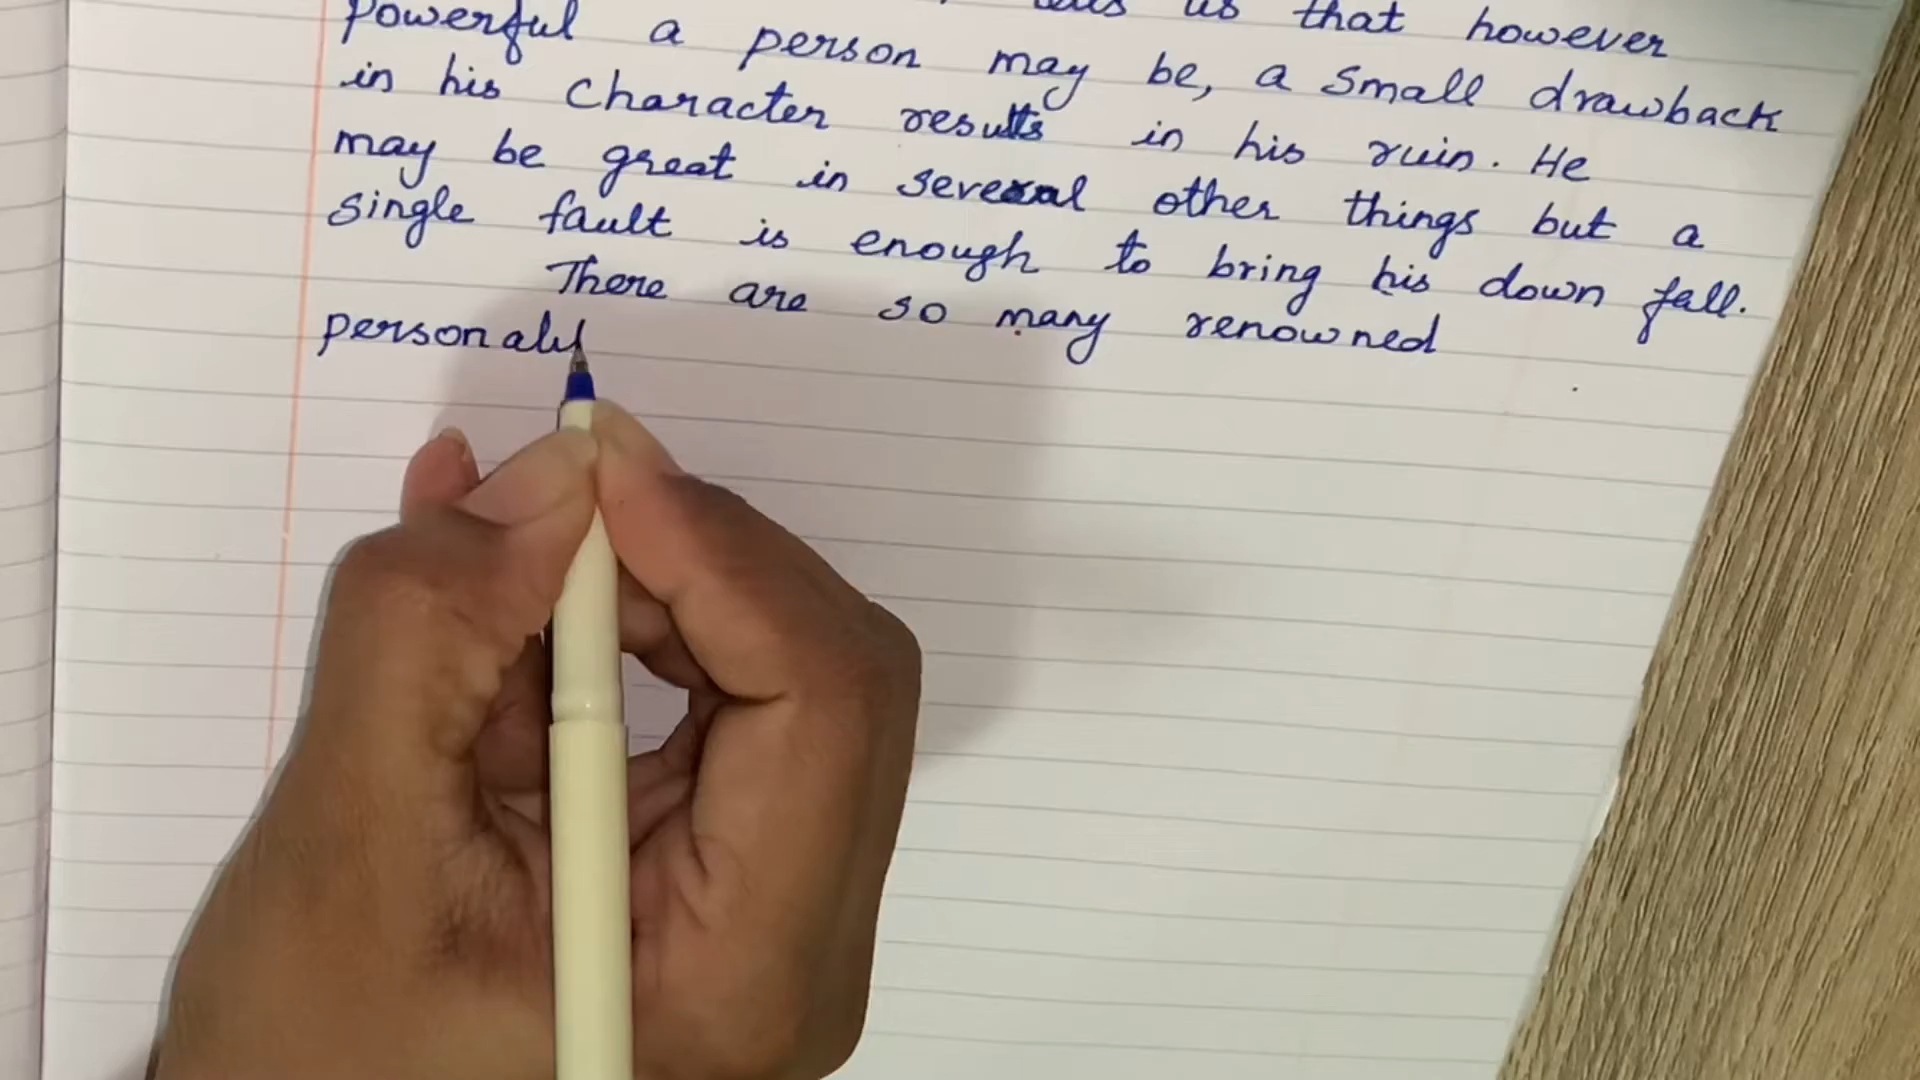 us that however
Powerful a person may be, a small drawback
in his character results in his ruin. He
may be great in several other things but a
single fault is enough to bring his down fall.
There are so many renowned
personalit